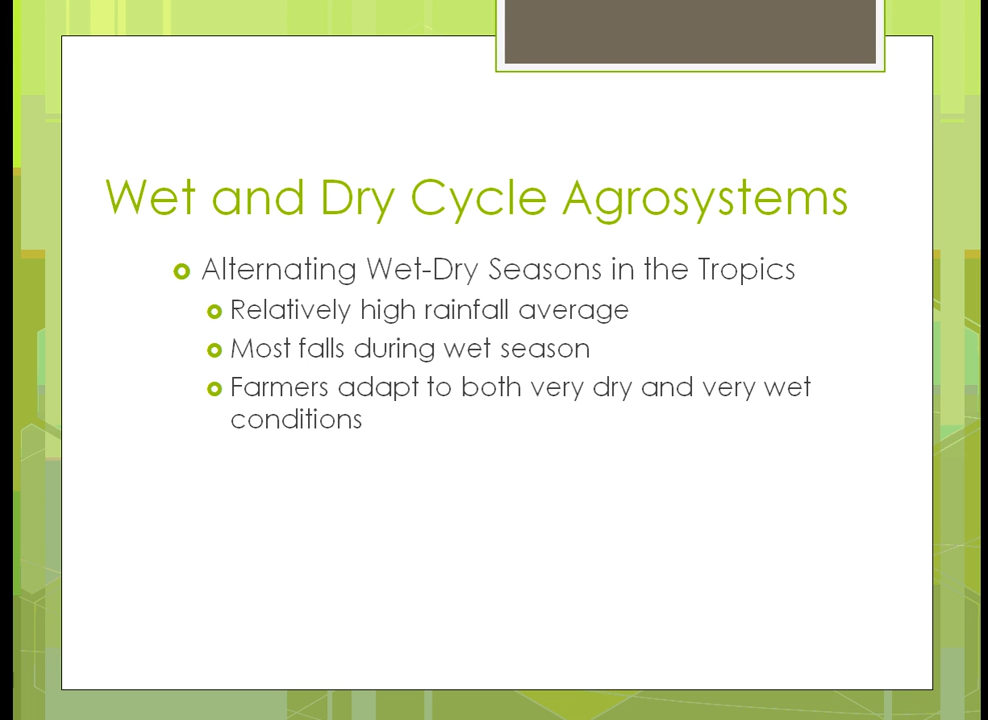 Wet and Dry Cycle Agrosystems
Alternating Wet-Dry Seasons in the Tropics
Relatively high rainfall average
Most falls during wet season
Farmers adapt to both very dry and very wet
conditions